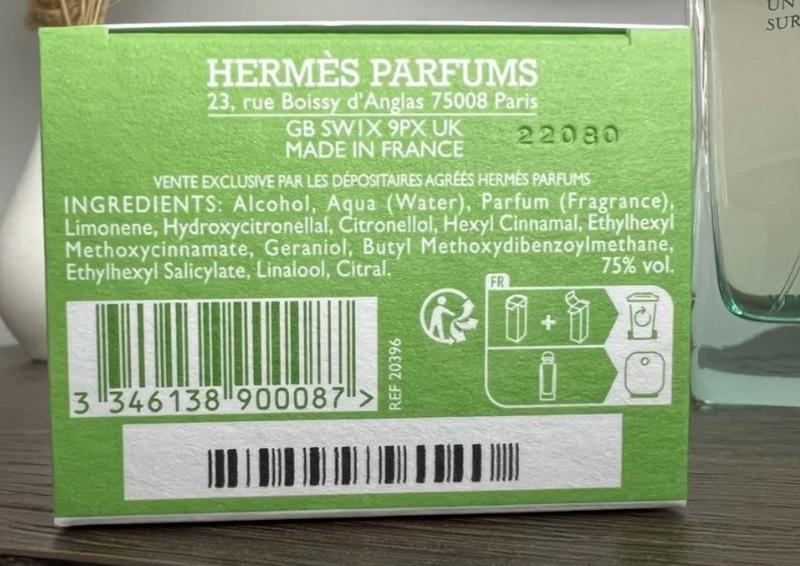 UN
SUR
HERMÈS PARFUMS
23, rue Boissy d'Anglas 75008 Paris
GB SW1X 9PX UK
22080
MADE IN FRANCE
VENTE EXCLUSIVE PAR LES DÉPOSITAIRES AGRÉÉS HERMÈS PARFUMS
INGREDIENTS: Alcohol, Aqua (Water), Parfum (Fragrance),
Limonene, Hydroxycitronellal, Citronellol, Hexyl Cinnamal, Ethylhexyl
Methoxycinnamate, Geraniol, Butyl Methoxydibenzoylmethane,
Ethylhexyl Salicylate, Linalool, Citral. 75% vol.
FR
REF 20396
3 346138 900087 >